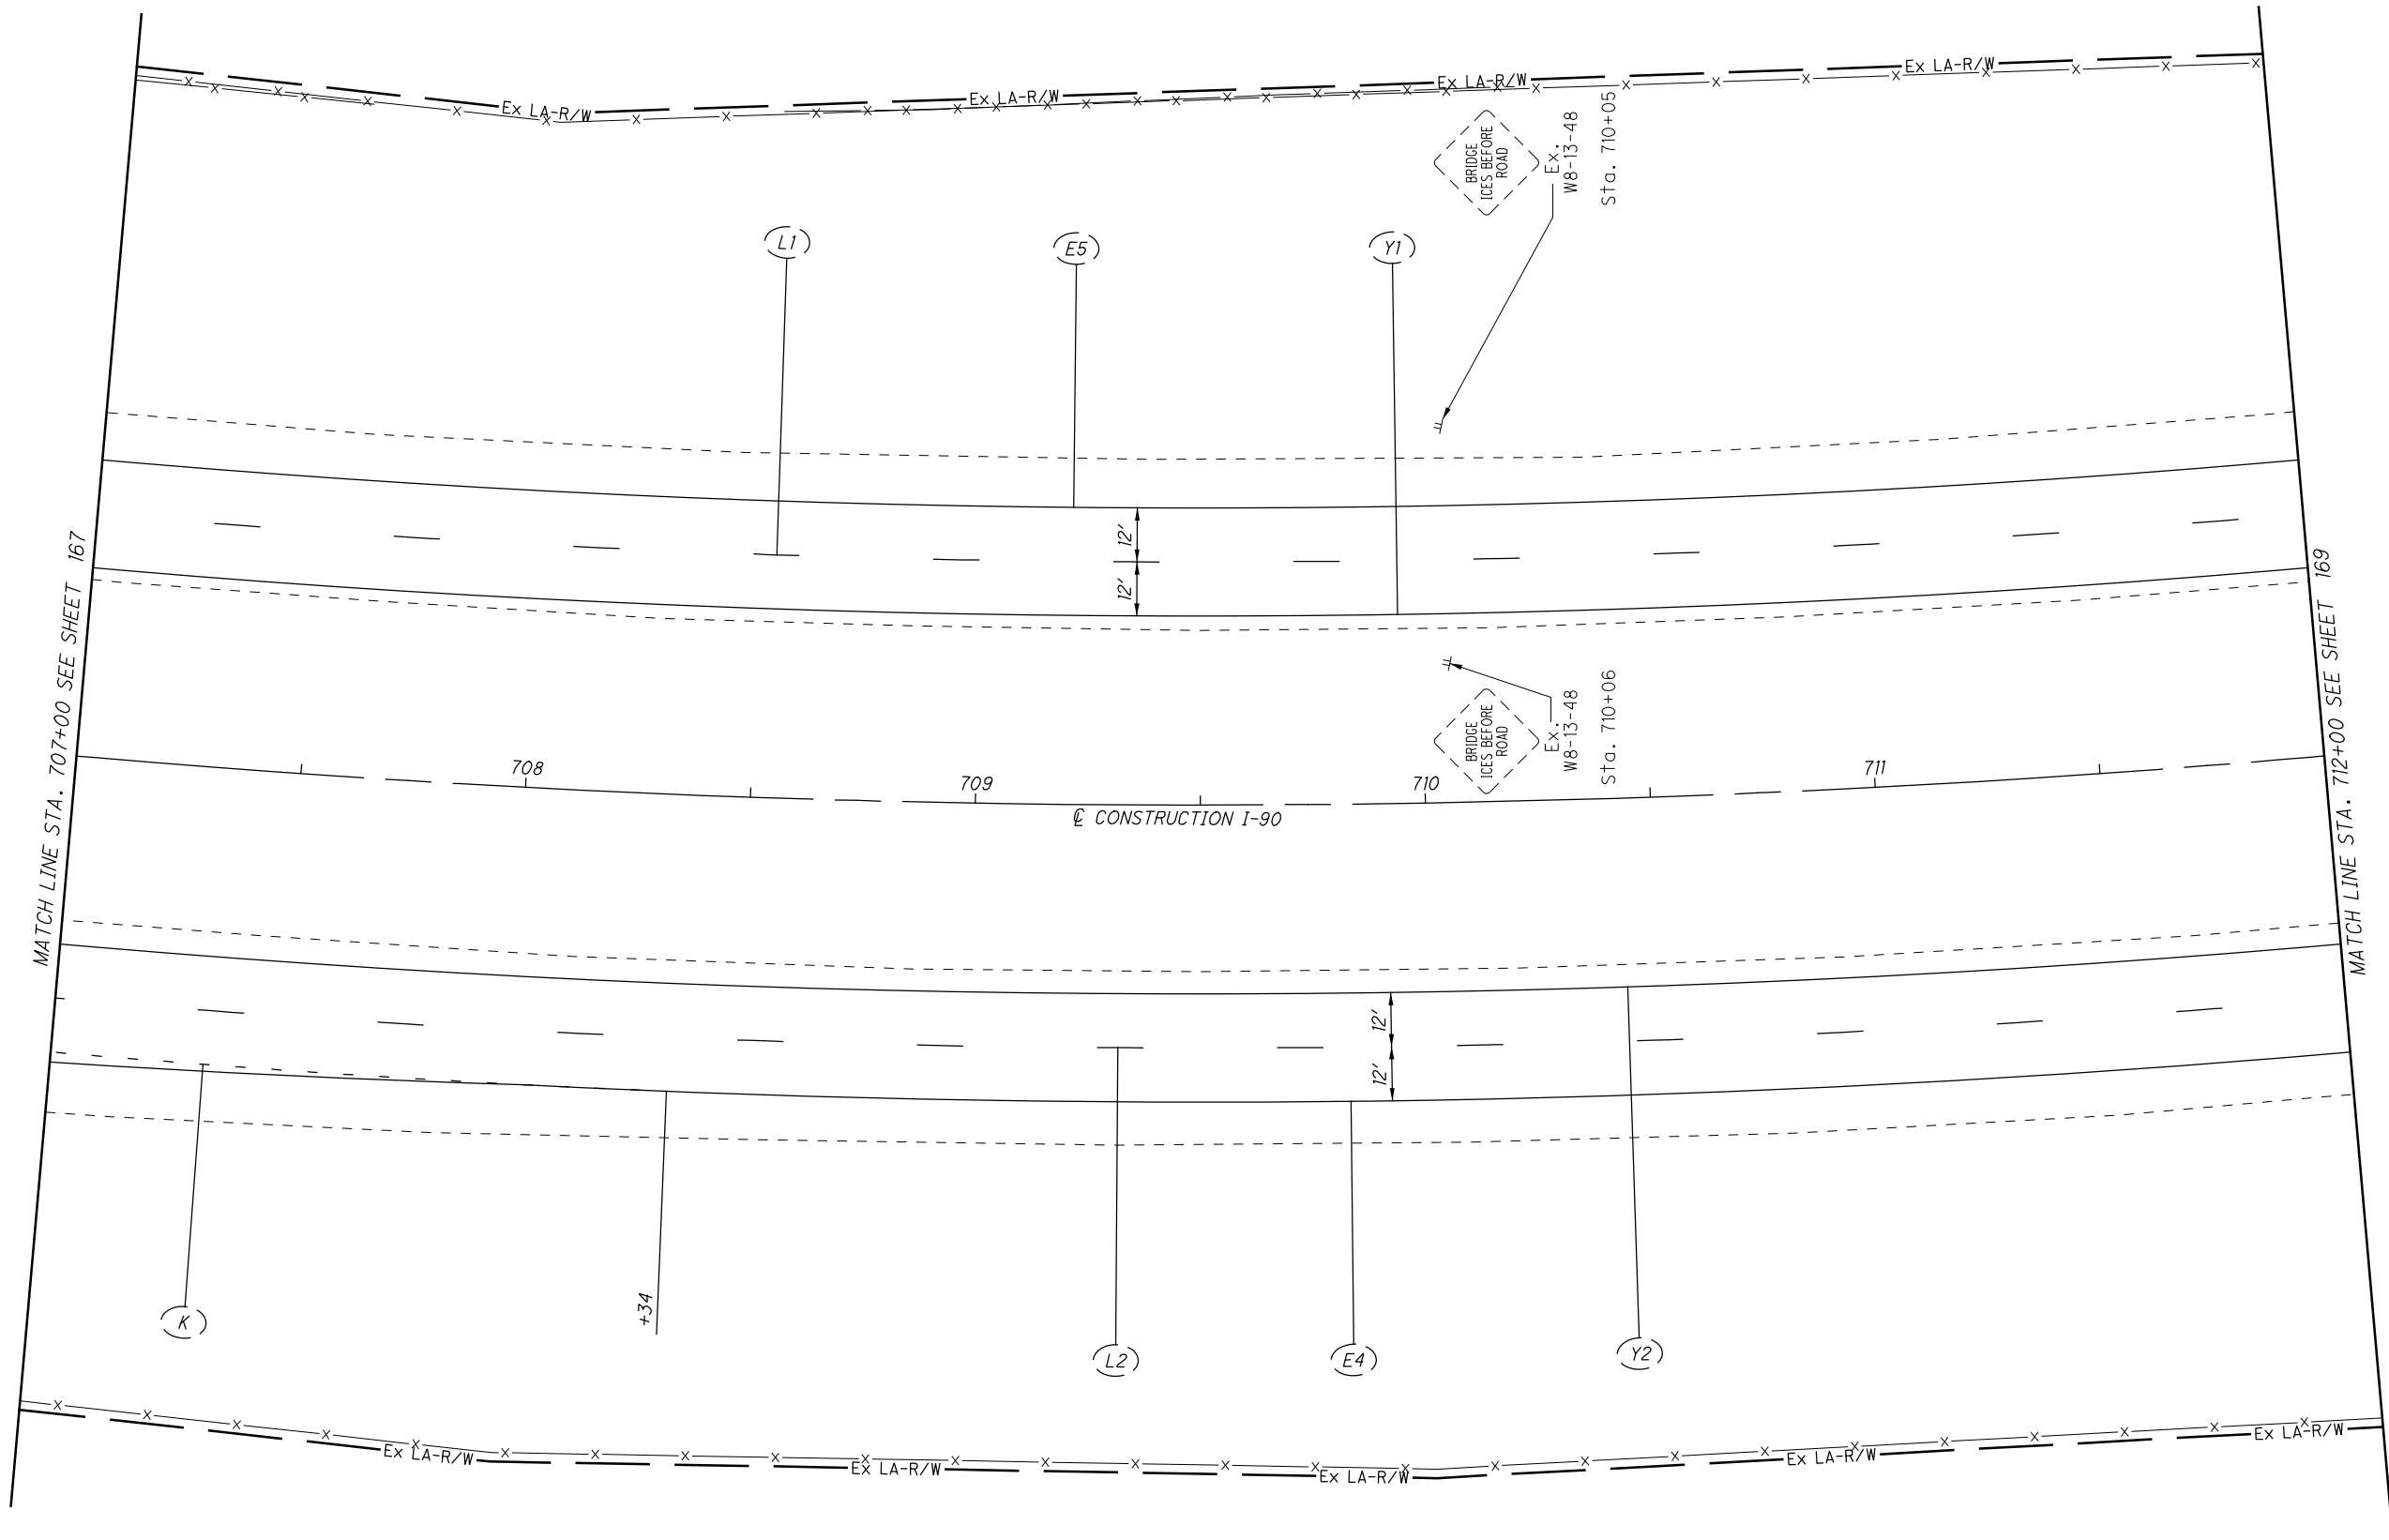 Ex LA-R/W
Ex LA-R/W
Ex LA-R/W
Ex LA-R/W
BRIDGE
ICES BEFORE
ROAD
Ex.
W8-13-48
Sta. 710+05
L1
E5
Y1
12'
12'
MATCH LINE STA. 707+00 SEE SHEET 167
MATCH LINE STA. 712+00 SEE SHEET 169
BRIDGE
ICES BEFORE
ROAD
Ex.
W8-13-48
Sta. 710+06
708
709
710
711
℄ CONSTRUCTION I-90
12'
12'
+34
K
L2
E4
Y2
Ex LA-R/W
Ex LA-R/W
Ex LA-R/W
Ex LA-R/W
Ex LA-R/W